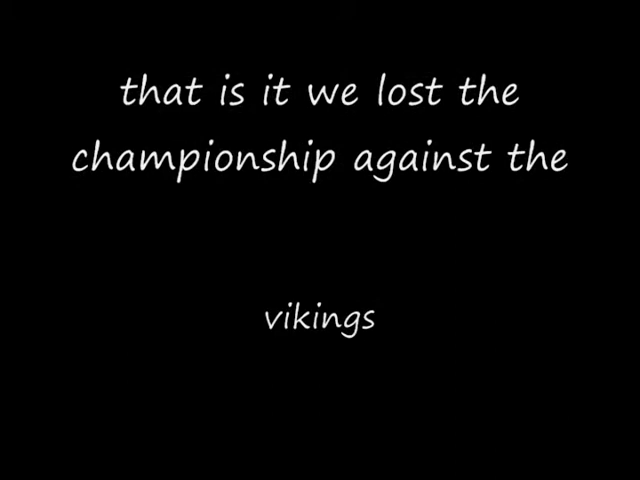 that is it we lost the
championship against the
vikings